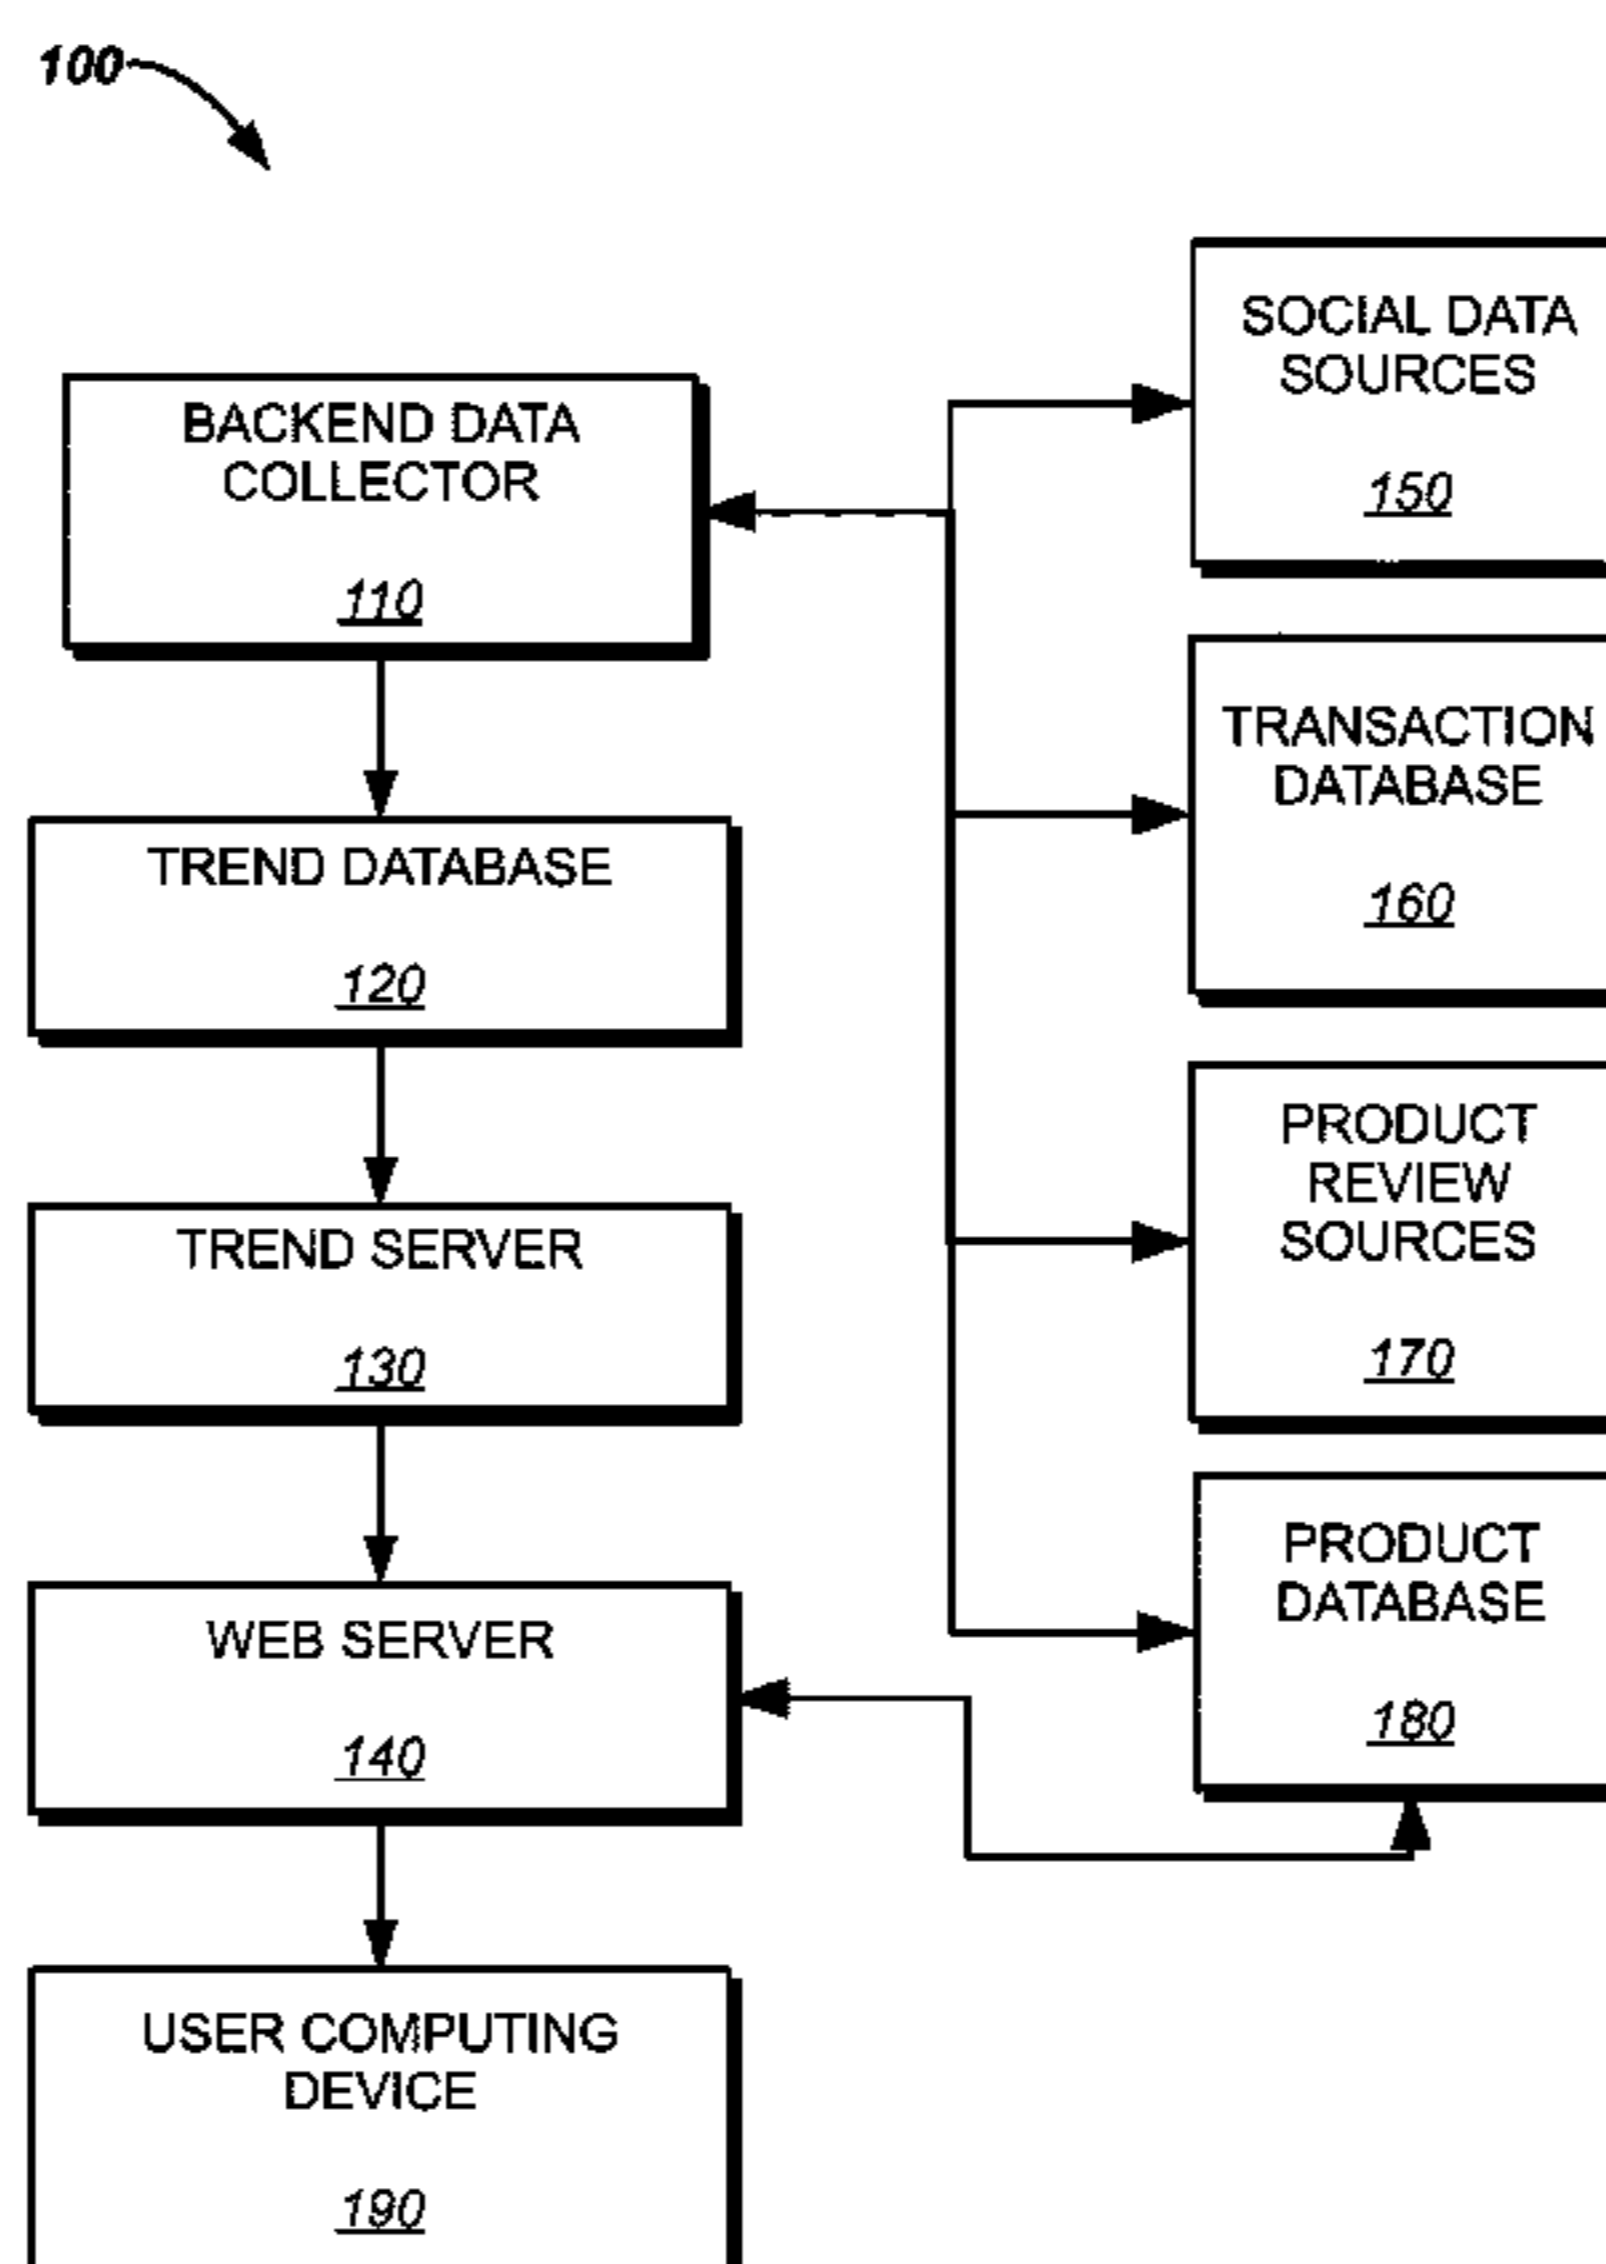 100
BACKEND DATA
COLLECTOR
110
TREND DATABASE
120
TREND SERVER
130
WEB SERVER
140
USER COMPUTING
DEVICE
190
SOCIAL DATA
SOURCES
150
TRANSACTION
DATABASE
160
PRODUCT
REVIEW
SOURCES
170
PRODUCT
DATABASE
180